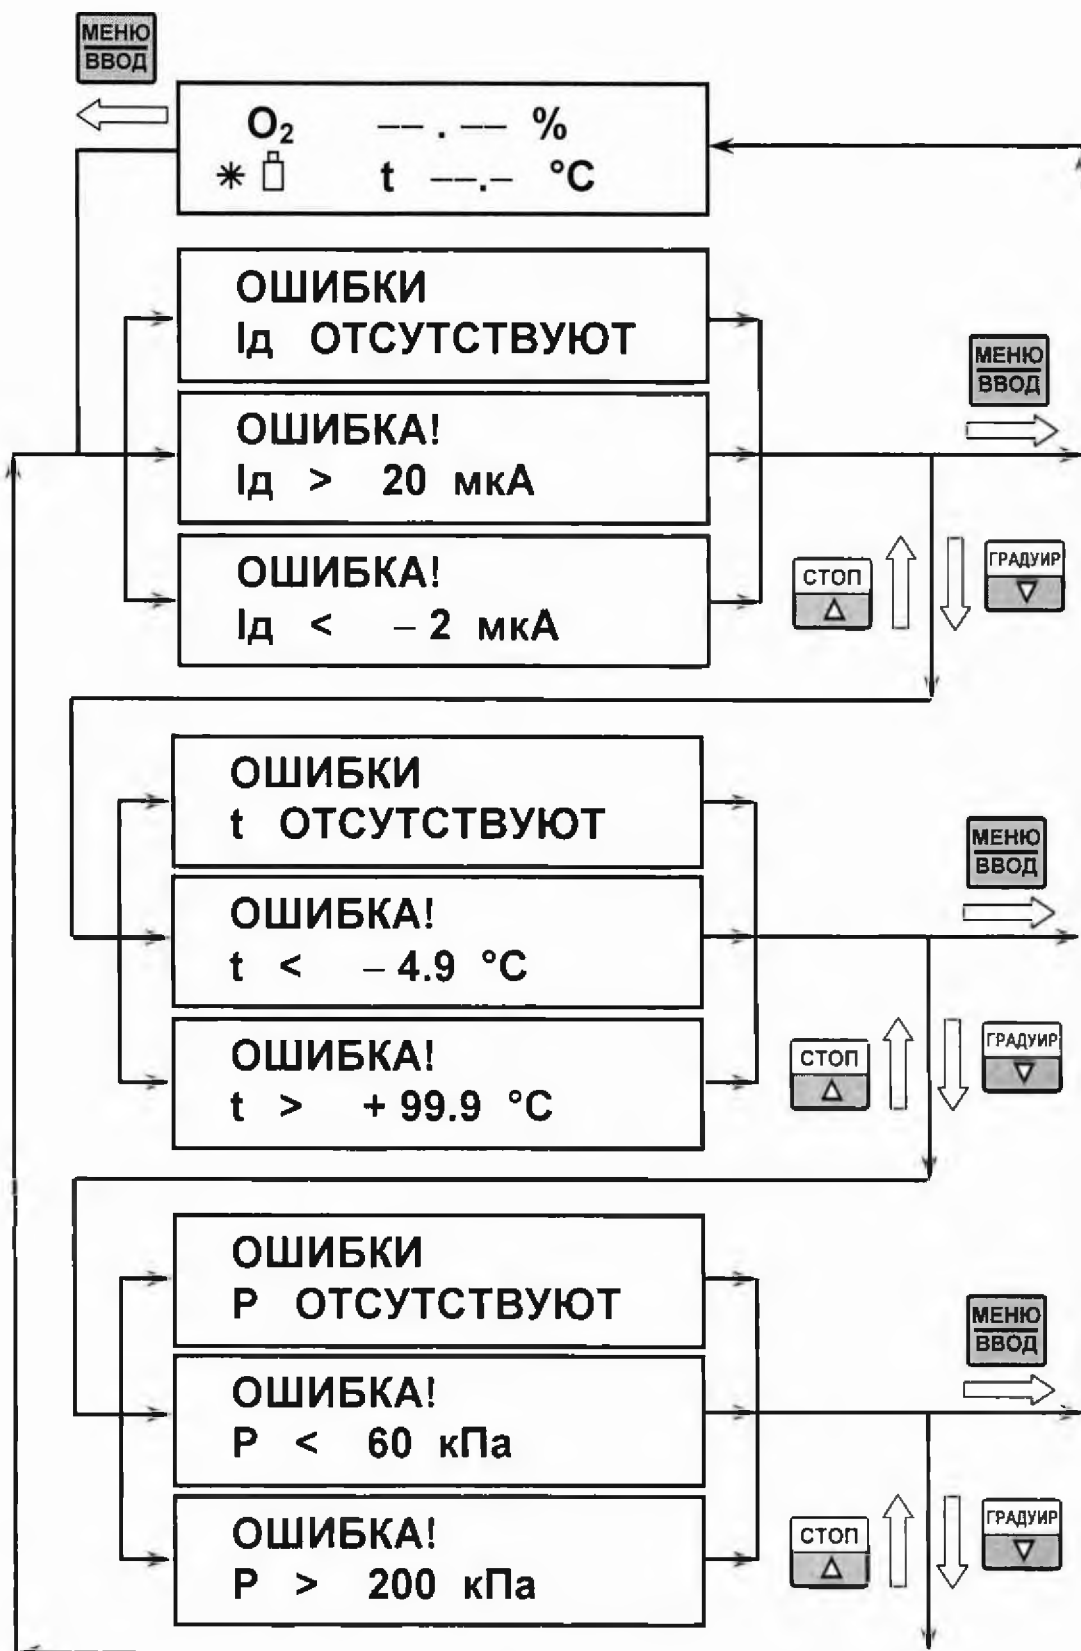 МЕНЮ
ВВОД
O₂ –– . –– %
* t ––.– °C
ОШИБКИ
Iд ОТСУТСТВУЮТ
МЕНЮ
ВВОД
ОШИБКА!
Iд > 20 мкА
ОШИБКА!
Iд < – 2 мкА
СТОП
ГРАДУИР
ОШИБКИ
t ОТСУТСТВУЮТ
МЕНЮ
ВВОД
ОШИБКА!
t < – 4.9 °C
ОШИБКА!
t > + 99.9 °C
СТОП
ГРАДУИР
ОШИБКИ
P ОТСУТСТВУЮТ
МЕНЮ
ВВОД
ОШИБКА!
P < 60 кПа
ОШИБКА!
P > 200 кПа
СТОП
ГРАДУИР